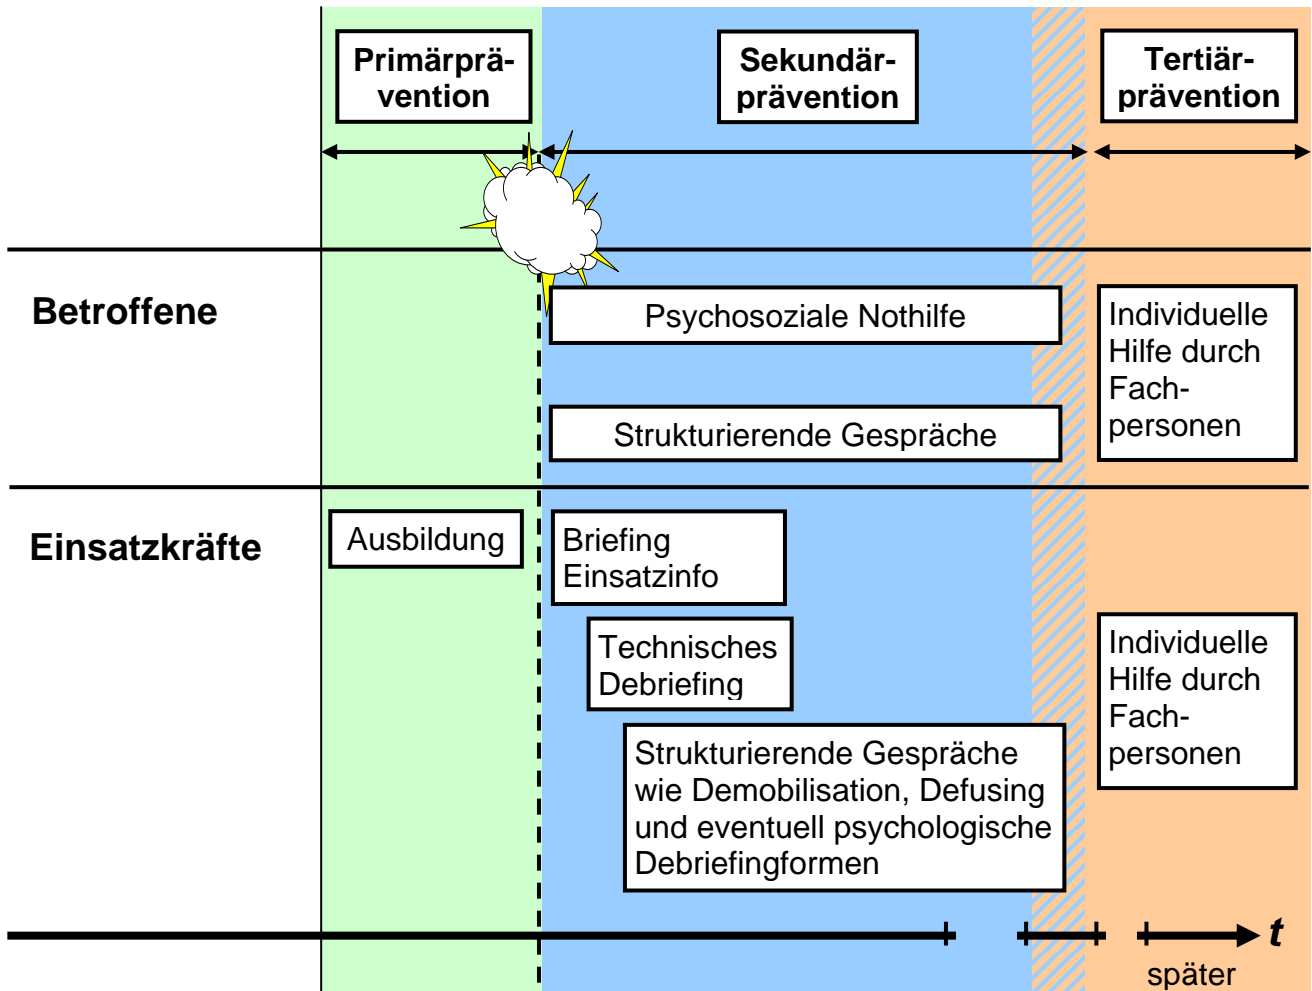 Primärprä-
vention
Sekundär-
prävention
Tertiär-
prävention
Betroffene
Psychosoziale Nothilfe
Strukturierende Gespräche
Individuelle
Hilfe durch
Fach-
personen
Einsatzkräfte
Ausbildung
Briefing
Einsatzinfo
Technisches
Debriefing
Strukturierende Gespräche
wie Demobilisation, Defusing
und eventuell psychologische
Debriefingformen
Individuelle
Hilfe durch
Fach-
personen
t
später